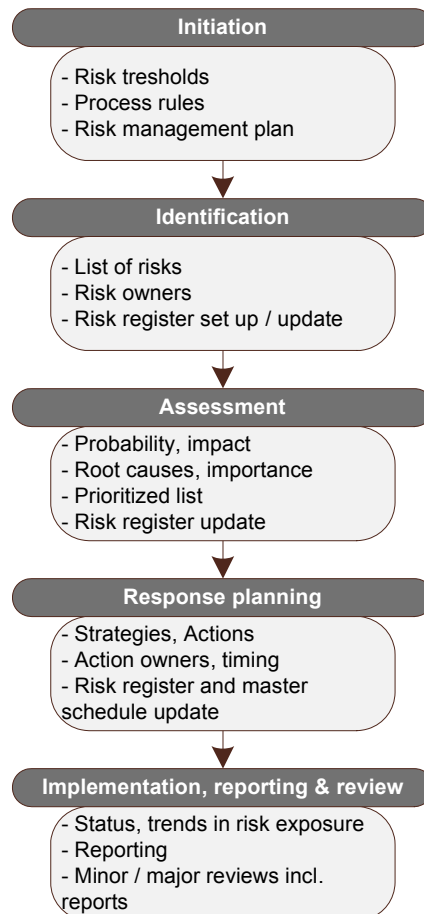 Initiation
- Risk tresholds
- Process rules
- Risk management plan
Identification
- List of risks
- Risk owners
- Risk register set up / update
Assessment
- Probability, impact
- Root causes, importance
- Prioritized list
- Risk register update
Response planning
- Strategies, Actions
- Action owners, timing
- Risk register and master
schedule update
Implementation, reporting & review
- Status, trends in risk exposure
- Reporting
- Minor / major reviews incl.
reports